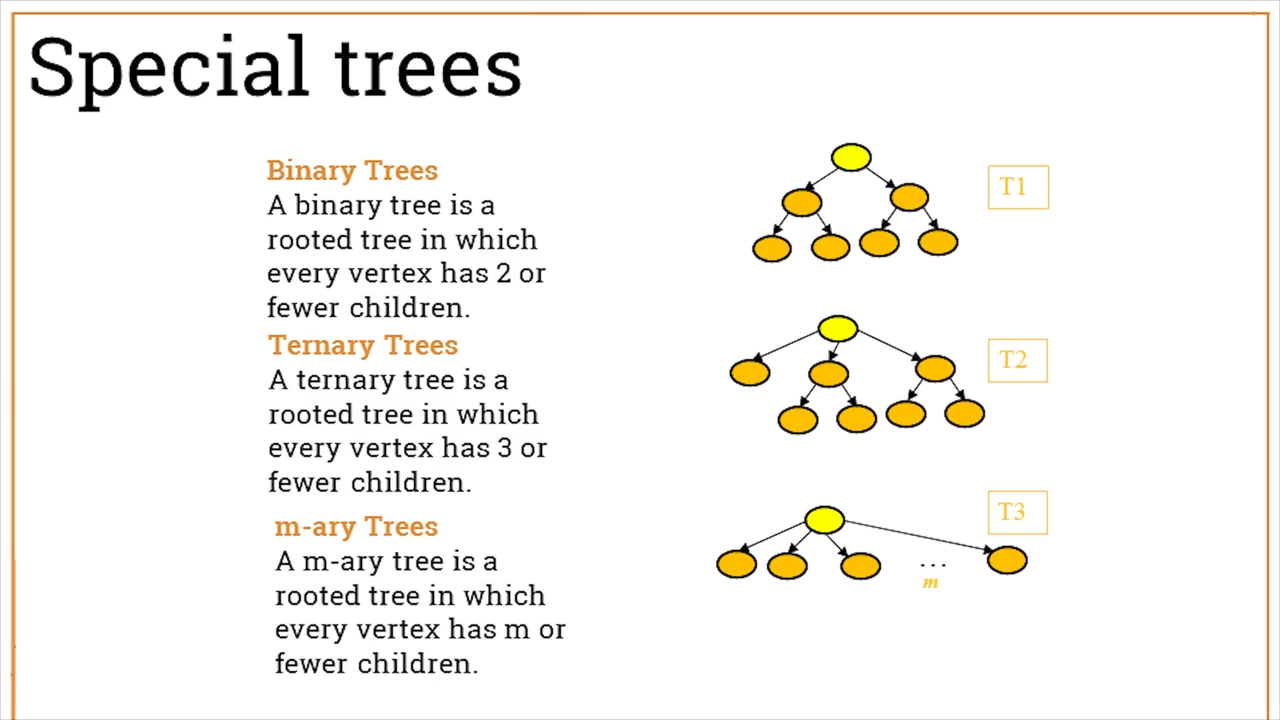 Special trees
Binary Trees
A binary tree is a
rooted tree in which
every vertex has 2 or
fewer children.
T1
Ternary Trees
A ternary tree is a
rooted tree in which
every vertex has 3 or
fewer children.
T2
m-ary Trees
A m-ary tree is a
rooted tree in which
every vertex has m or
fewer children.
T3
...
m